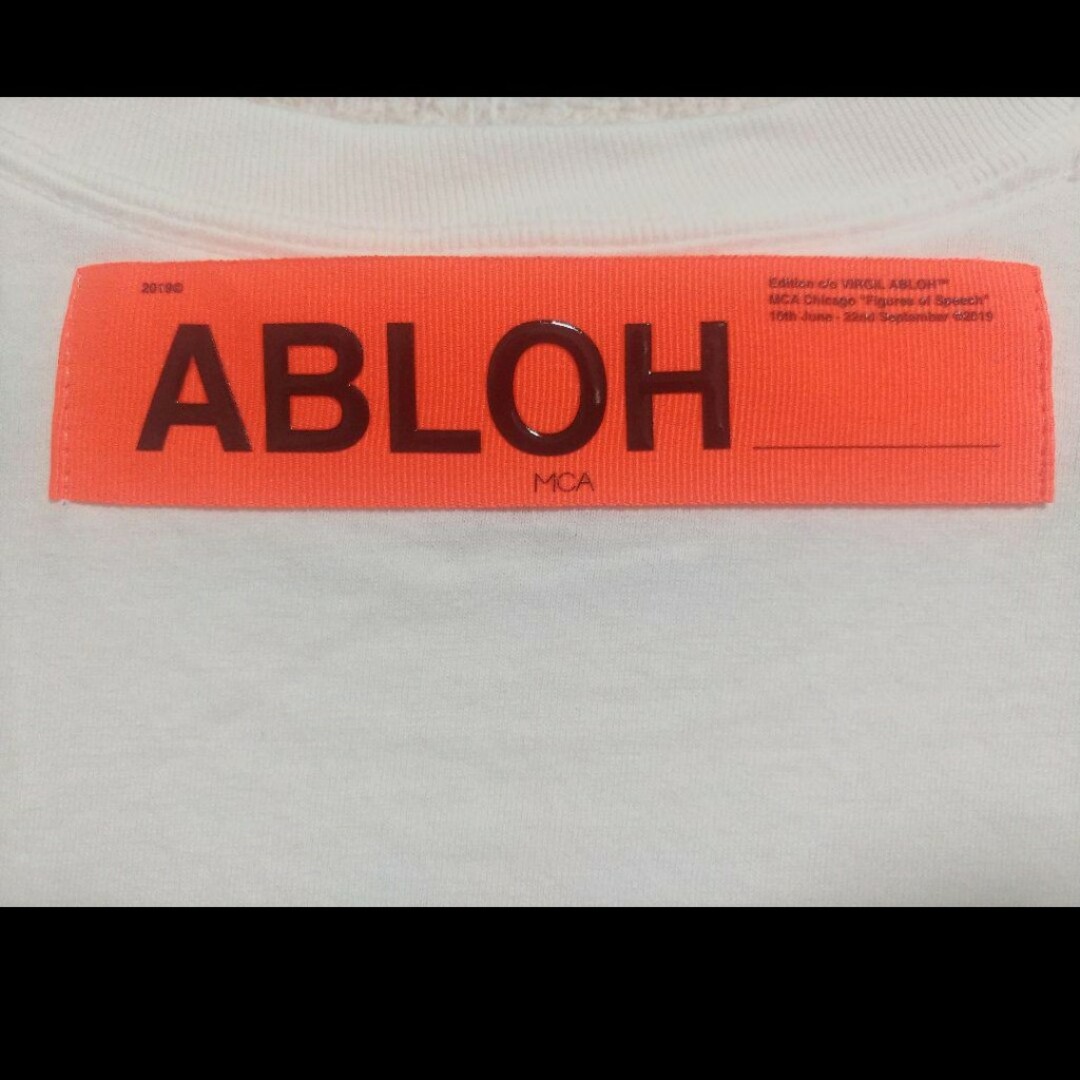 2019©
Edition c/o VIRGIL ABLOH™
MCA Chicago "Figures of Speech"
10th June - 22nd September ©2019
ABLOH
MCA